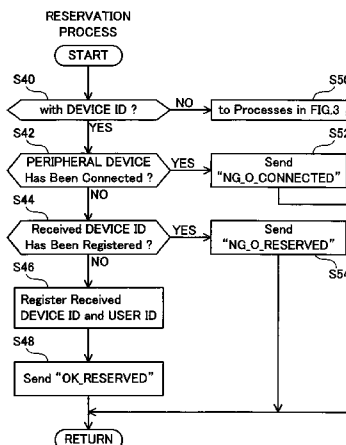 RESERVATION
PROCESS
START
S40
with DEVICE ID ?
NO
S50
to Processes in FIG.3
YES
S42
PERIPHERAL DEVICE
Has Been Connected ?
YES
S52
Send
“NG_O_CONNECTED”
NO
S44
Received DEVICE ID
Has Been Registered ?
YES
Send
“NG_O_RESERVED”
S54
NO
S46
Register Received
DEVICE ID and USER ID
S48
Send “OK_RESERVED”
RETURN